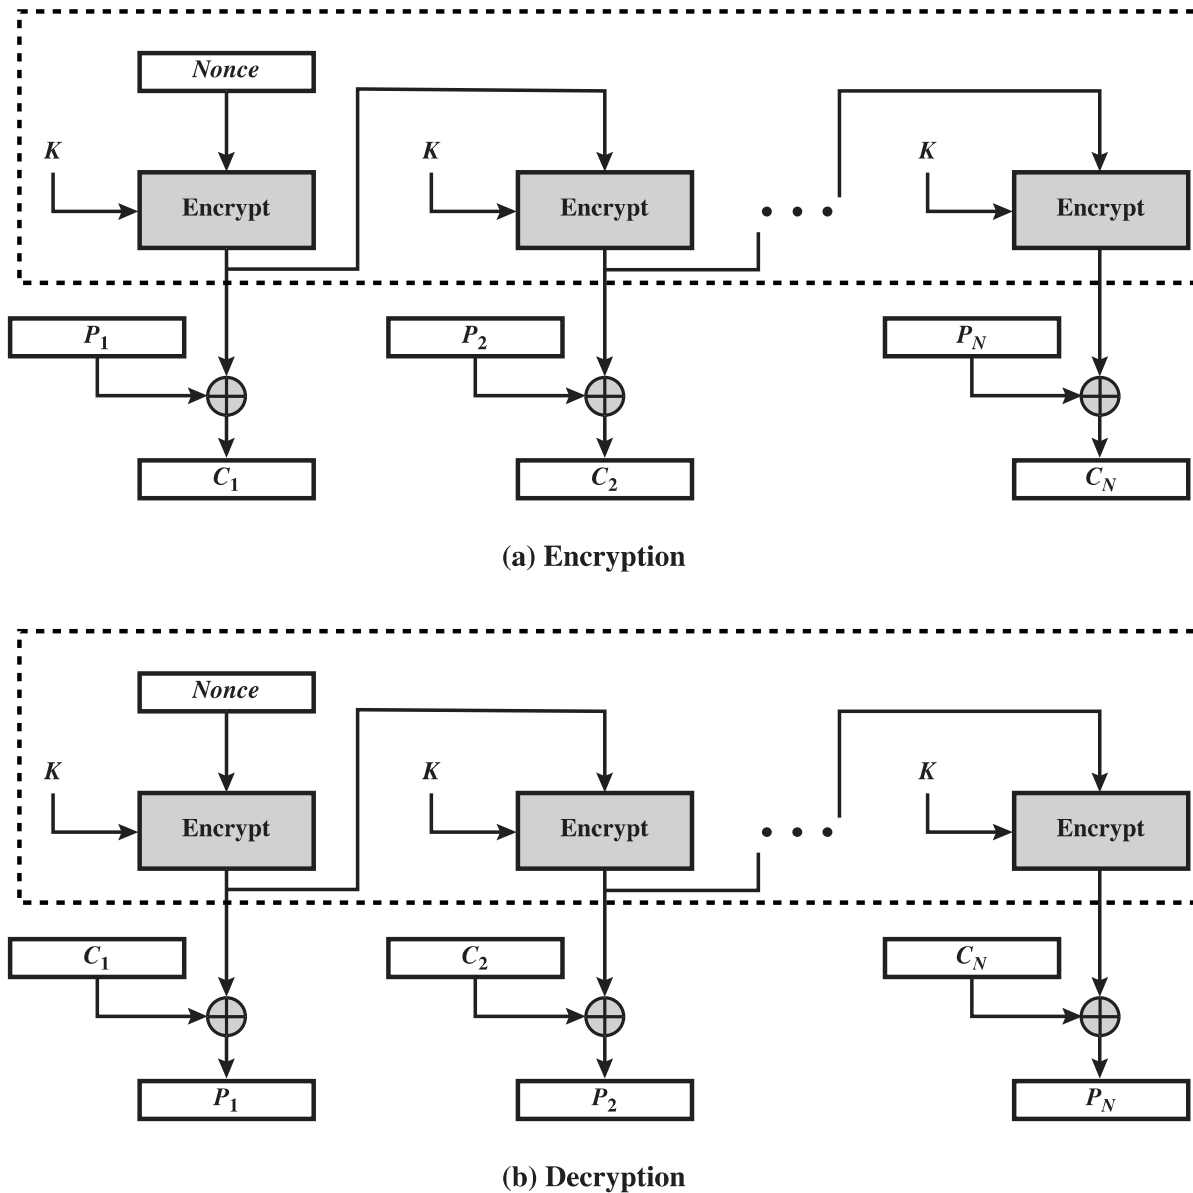 Nonce
K K K
Encrypt Encrypt Encrypt
P1 P2 PN
C1 C2 CN
(a) Encryption
Nonce
K K K
Encrypt Encrypt Encrypt
C1 C2 CN
P1 P2 PN
(b) Decryption